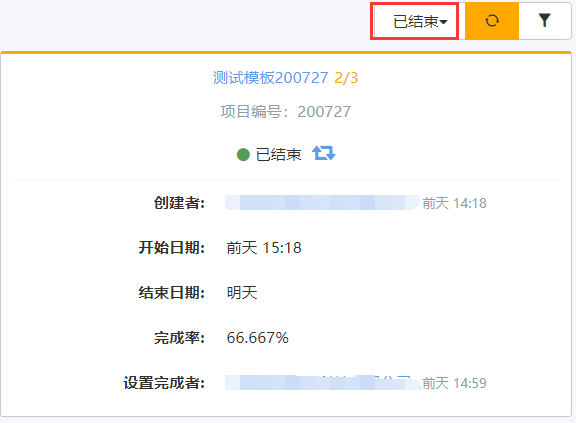 已结束
测试模板200727 2/3
项目编号：200727
已结束
创建者: 前天 14:18
开始日期: 前天 15:18
结束日期: 明天
完成率: 66.667%
设置完成者: 前天 14:59